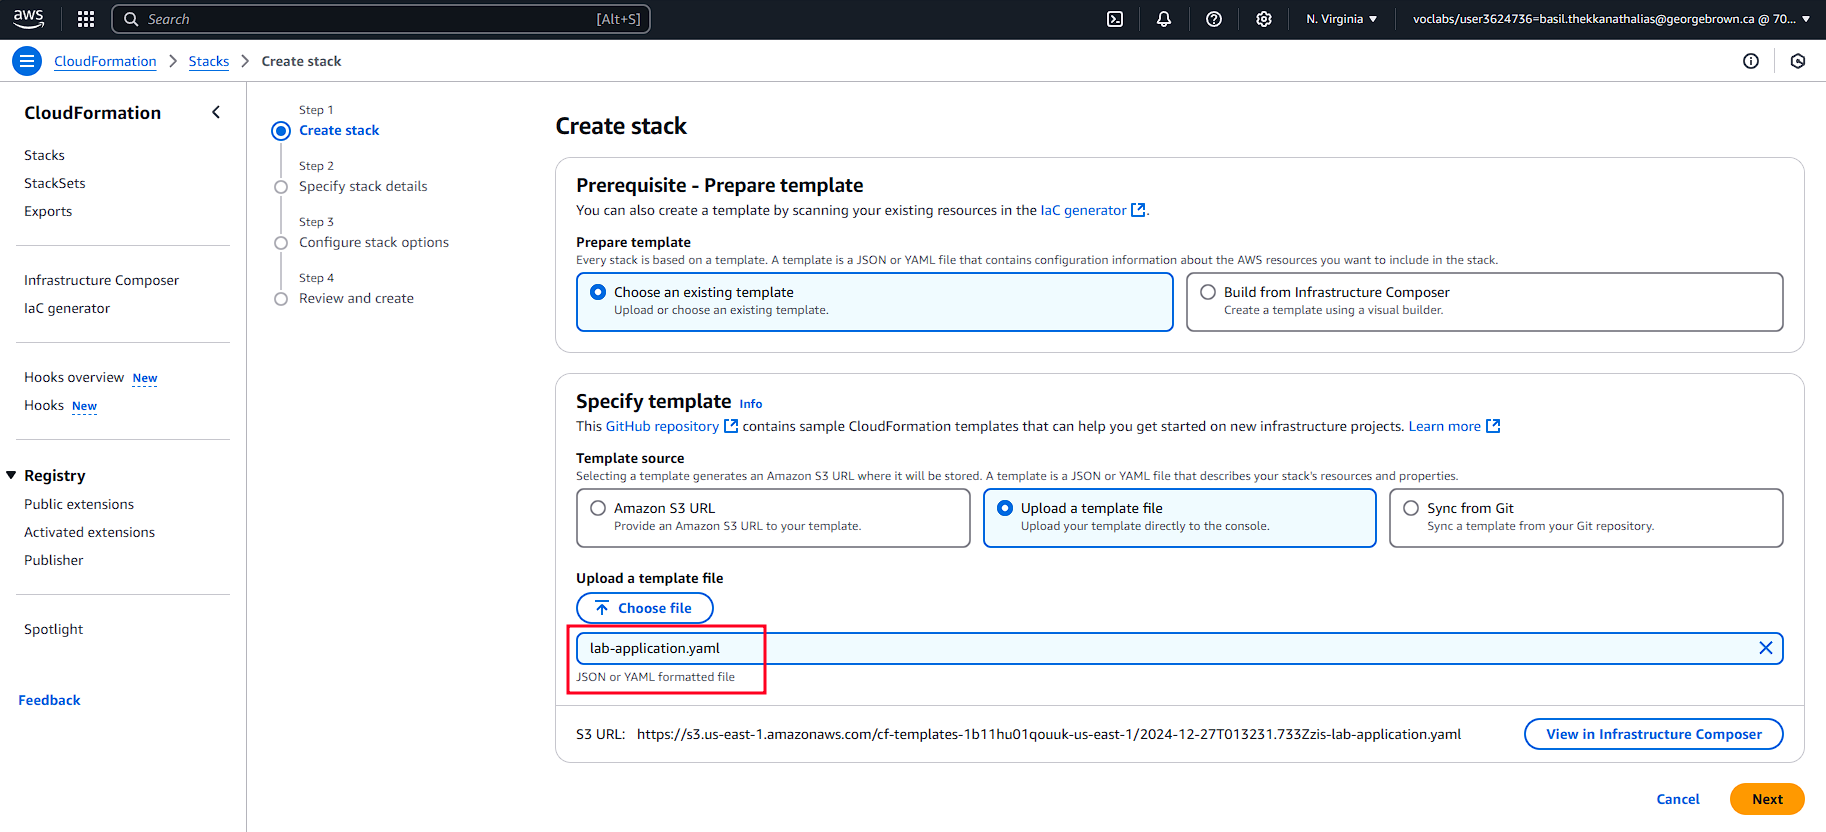 aws
Search
[Alt+S]
N. Virginia
voclabs/user3624736=basil.thekkanathalias@georgebrown.ca @ 70...
CloudFormation
Stacks
Create stack
CloudFormation
Stacks
StackSets
Exports
Infrastructure Composer
IaC generator
Hooks overview New
Hooks New
Registry
Public extensions
Activated extensions
Publisher
Spotlight
Feedback
Step 1
Create stack
Step 2
Specify stack details
Step 3
Configure stack options
Step 4
Review and create
Create stack
Prerequisite - Prepare template
You can also create a template by scanning your existing resources in the IaC generator.
Prepare template
Every stack is based on a template. A template is a JSON or YAML file that contains configuration information about the AWS resources you want to include in the stack.
Choose an existing template
Upload or choose an existing template.
Build from Infrastructure Composer
Create a template using a visual builder.
Specify template Info
This GitHub repository contains sample CloudFormation templates that can help you get started on new infrastructure projects. Learn more
Template source
Selecting a template generates an Amazon S3 URL where it will be stored. A template is a JSON or YAML file that describes your stack's resources and properties.
Amazon S3 URL
Provide an Amazon S3 URL to your template.
Upload a template file
Upload your template directly to the console.
Sync from Git
Sync a template from your Git repository.
Upload a template file
Choose file
lab-application.yaml
JSON or YAML formatted file
S3 URL: https://s3.us-east-1.amazonaws.com/cf-templates-1b11hu01qouuk-us-east-1/2024-12-27T013231.733Zzis-lab-application.yaml
View in Infrastructure Composer
Cancel
Next